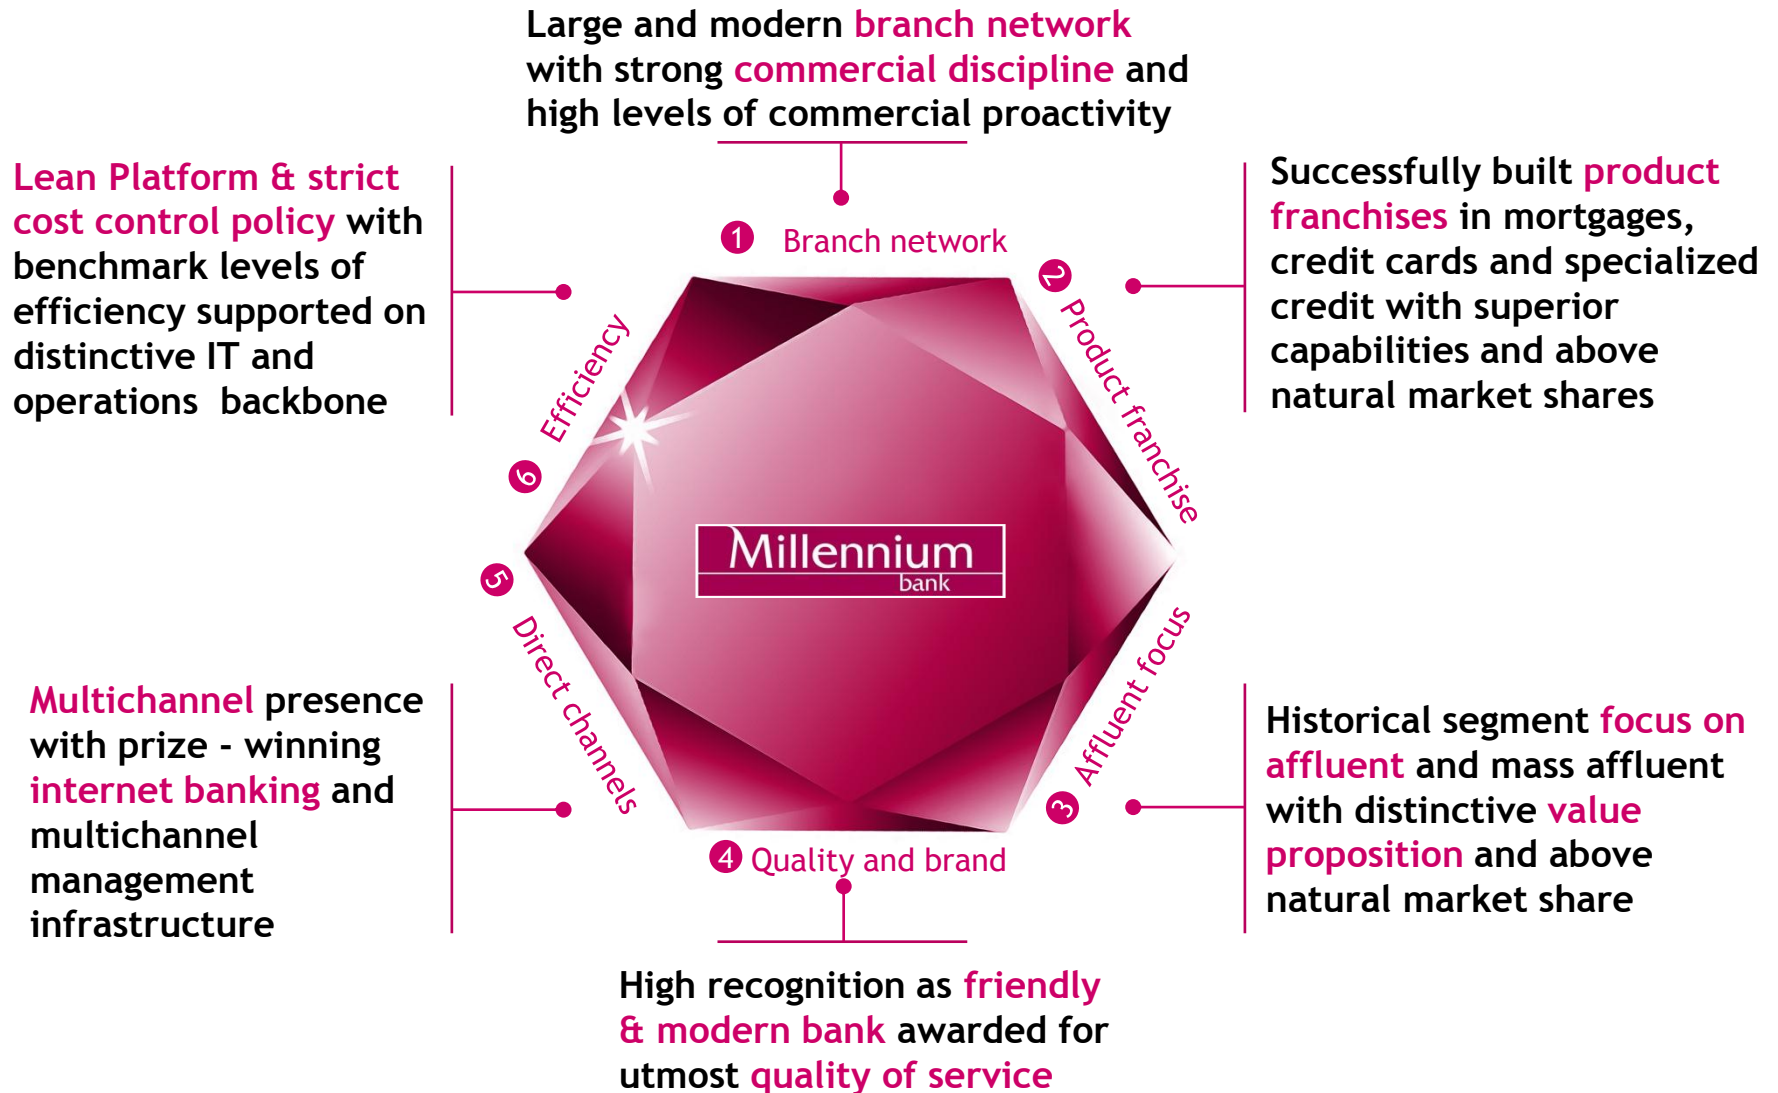 Large and modern branch network
with strong commercial discipline and
high levels of commercial proactivity
Lean Platform & strict
cost control policy with
benchmark levels of
efficiency supported on
distinctive IT and
operations backbone
Successfully built product
franchises in mortgages,
credit cards and specialized
credit with superior
capabilities and above
natural market shares
1 Branch network
2 Product franchise
6 Efficiency
Millennium
bank
5 Direct channels
3 Affluent focus
4 Quality and brand
Multichannel presence
with prize - winning
internet banking and
multichannel
management
infrastructure
Historical segment focus on
affluent and mass affluent
with distinctive value
proposition and above
natural market share
High recognition as friendly
& modern bank awarded for
utmost quality of service